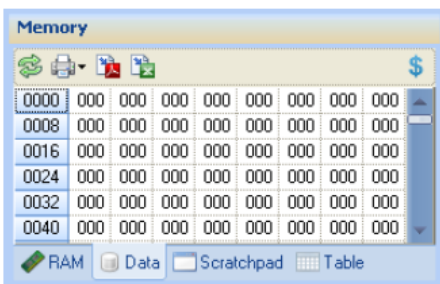 Memory
$
0000 000 000 000 000 000 000 000 000
0008 000 000 000 000 000 000 000 000
0016 000 000 000 000 000 000 000 000
0024 000 000 000 000 000 000 000 000
0032 000 000 000 000 000 000 000 000
0040 000 000 000 000 000 000 000 000
RAM Data Scratchpad Table